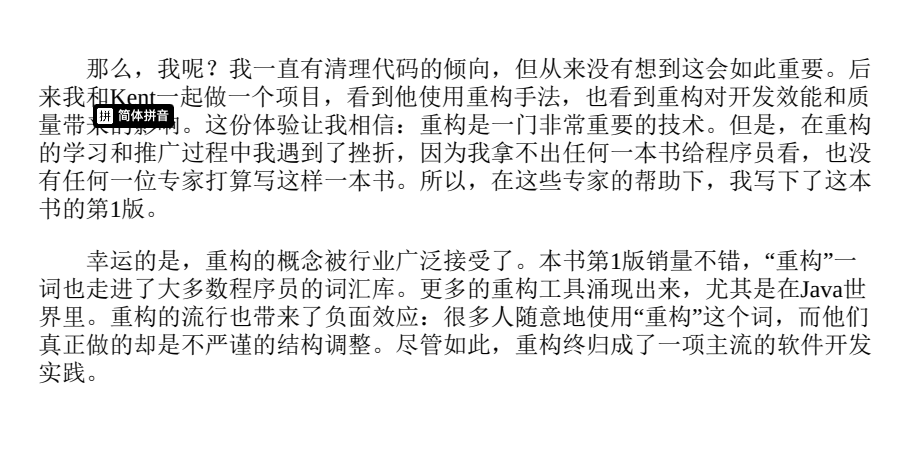 那么，我呢？我一直有清理代码的倾向，但从来没有想到这会如此重要。后
来我和Kent一起做一个项目，看到他使用重构手法，也看到重构对开发效能和质
量带来的影响。这份体验让我相信：重构是一门非常重要的技术。但是，在重构
的学习和推广过程中我遇到了挫折，因为我拿不出任何一本书给程序员看，也没
有任何一位专家打算写这样一本书。所以，在这些专家的帮助下，我写下了这本
书的第1版。
拼 简体拼音
幸运的是，重构的概念被行业广泛接受了。本书第1版销量不错，“重构”一
词也走进了大多数程序员的词汇库。更多的重构工具涌现出来，尤其是在Java世
界里。重构的流行也带来了负面效应：很多人随意地使用“重构”这个词，而他们
真正做的却是不严谨的结构调整。尽管如此，重构终归成了一项主流的软件开发
实践。